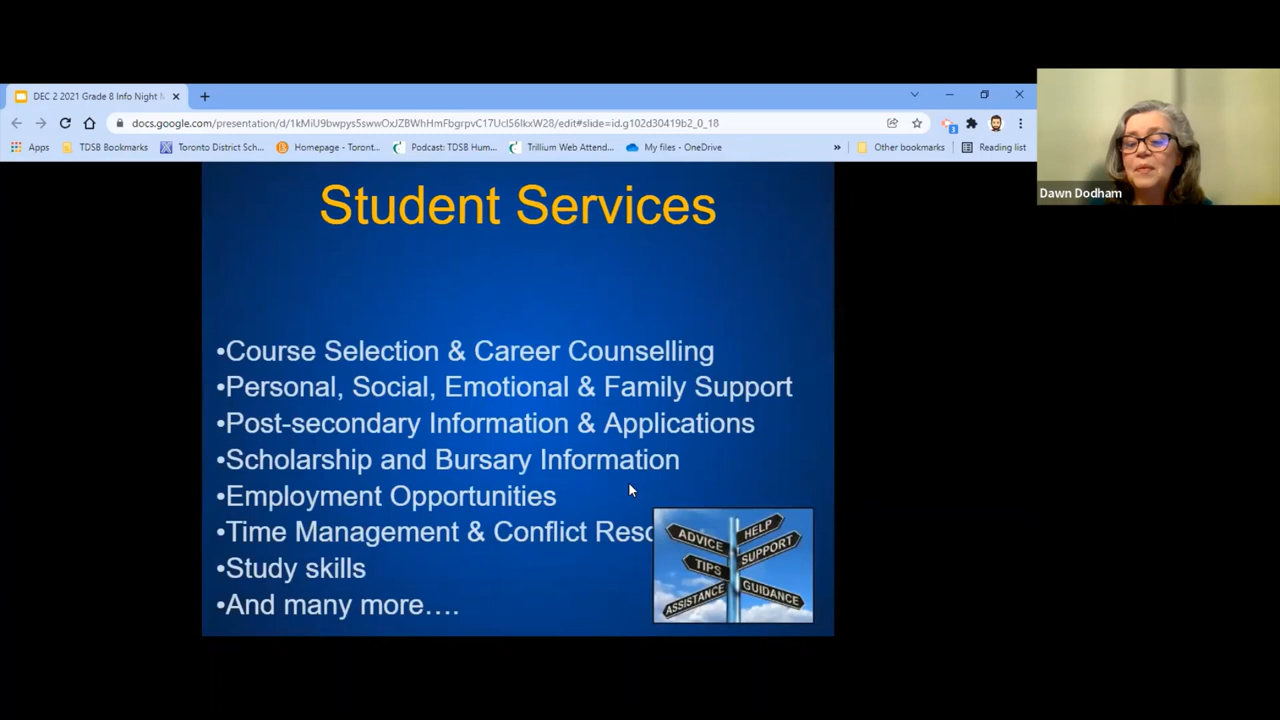 DEC 2 2021 Grade 8 Info Night
docs.google.com/presentation/d/1kMiU9bwpys5swwOxJZBWhHmFbgrpvC17UcI56IkxW28/edit#slide=id.g102d30419b2_0_18
Apps TDSB Bookmarks Toronto District Sch... Homepage - Toront... Podcast: TDSB Hum... Trillium Web Attend... My files - OneDrive » Other bookmarks Reading list
Dawn Dodham
Student Services
•Course Selection & Career Counselling
•Personal, Social, Emotional & Family Support
•Post-secondary Information & Applications
•Scholarship and Bursary Information
•Employment Opportunities
•Time Management & Conflict Reso
•Study skills
•And many more….
ADVICE
HELP
SUPPORT
TIPS
ASSISTANCE
GUIDANCE
3